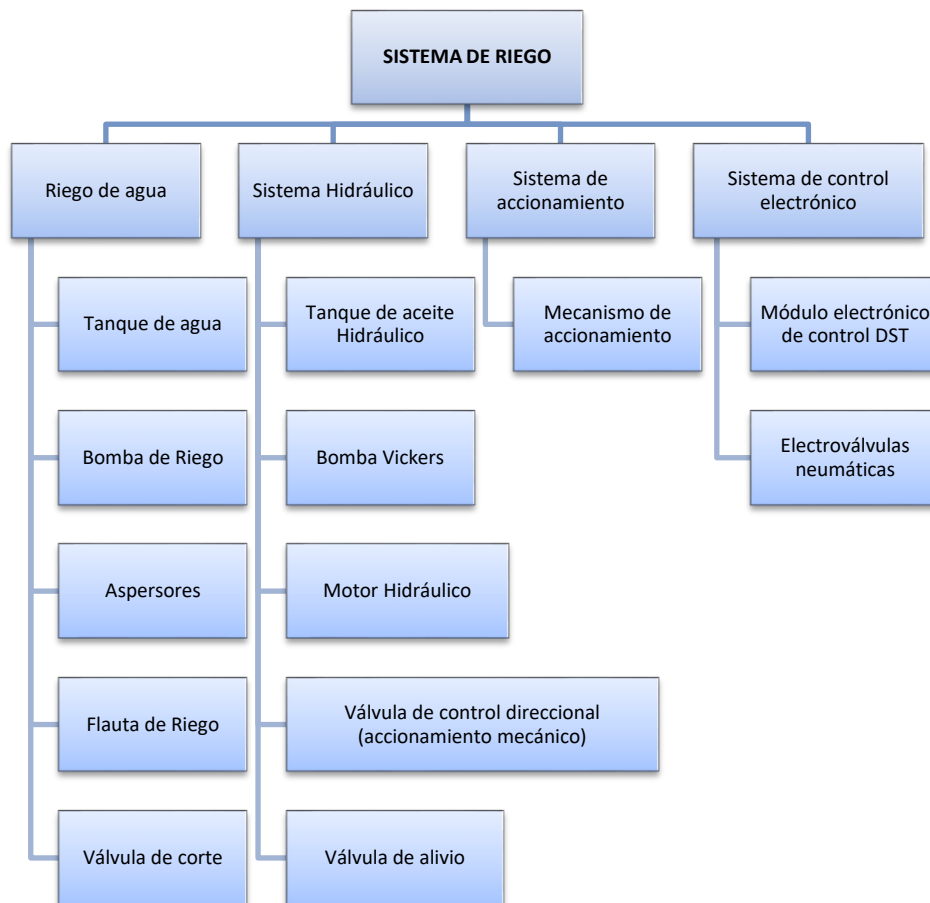 SISTEMA DE RIEGO
Riego de agua
Sistema Hidráulico
Sistema de
accionamiento
Sistema de control
electrónico
Tanque de agua
Tanque de aceite
Hidráulico
Mecanismo de
accionamiento
Módulo electrónico
de control DST
Bomba de Riego
Bomba Vickers
Electroválvulas
neumáticas
Aspersores
Motor Hidráulico
Flauta de Riego
Válvula de control direccional
(accionamiento mecánico)
Válvula de corte
Válvula de alivio